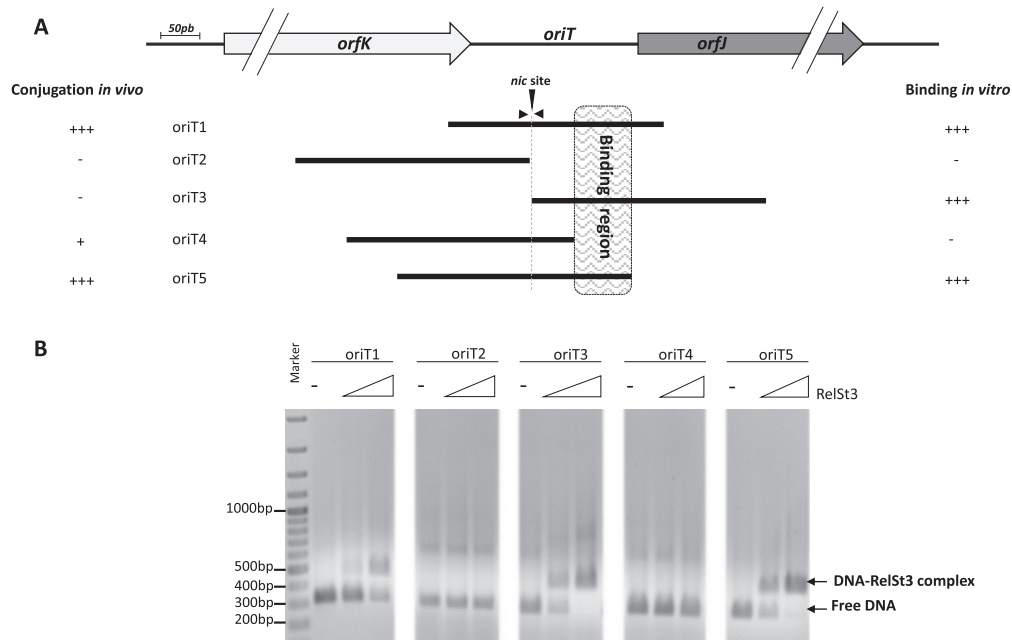 A
50pb
orfK
oriT
orfJ
Conjugation in vivo
nic site
Binding in vitro
+++ oriT1 +++
- oriT2 -
- oriT3 +++
+ oriT4 -
+++ oriT5 +++
Binding region
B
Marker
oriT1 oriT2 oriT3 oriT4 oriT5
- - - - - RelSt3
1000bp
500bp
400bp
300bp
200bp
DNA-RelSt3 complex
Free DNA